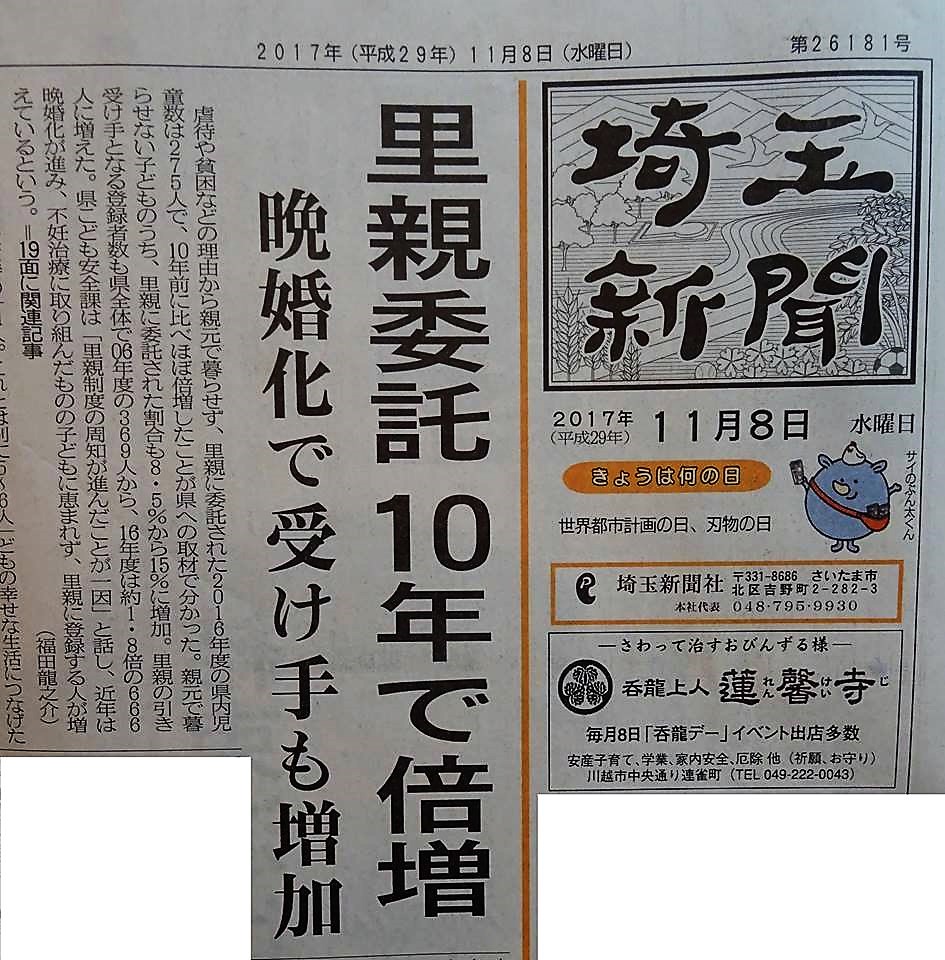 2017年(平成29年)11月8日(水曜日)
第26181号
埼玉
新聞
2017年
(平成29年)
11月8日
水曜日
きょうは何の日
世界都市計画の日、刃物の日
サイのぶん太くん
埼玉新聞社
〒331-8686 さいたま市
北区吉野町2-282-3
本社代表 048・795・9930
―さわって治すおびんずる様―
呑龍上人 蓮馨寺
れん けい じ
毎月8日「呑龍デー」イベント出店多数
安産子育て、学業、家内安全、厄除 他(祈願、お守り)
川越市中央通り連雀町(TEL 049-222-0043)
里親委託 10年で倍増
晩婚化で受け手も増加
虐待や貧困などの理由から親元で暮らせず、里親に委託された2016年度の県内児
童数は275人で、10年前に比べほぼ倍増したことが県への取材で分かった。親元で暮
らせない子どものうち、里親に委託された割合も8・5%から15%に増加。里親の引き
受け手となる登録者数も県全体で06年度の369人から、16年度は約1・8倍の666
人に増えた。県こども安全課は「里親制度の周知が進んだことが一因」と話し、近年は
晩婚化が進み、不妊治療に取り組んだものの子どもに恵まれず、里親に登録する人が増
えているという。=19面に関連記事
(福田龍之介)
どもの幸せな生活につなげた